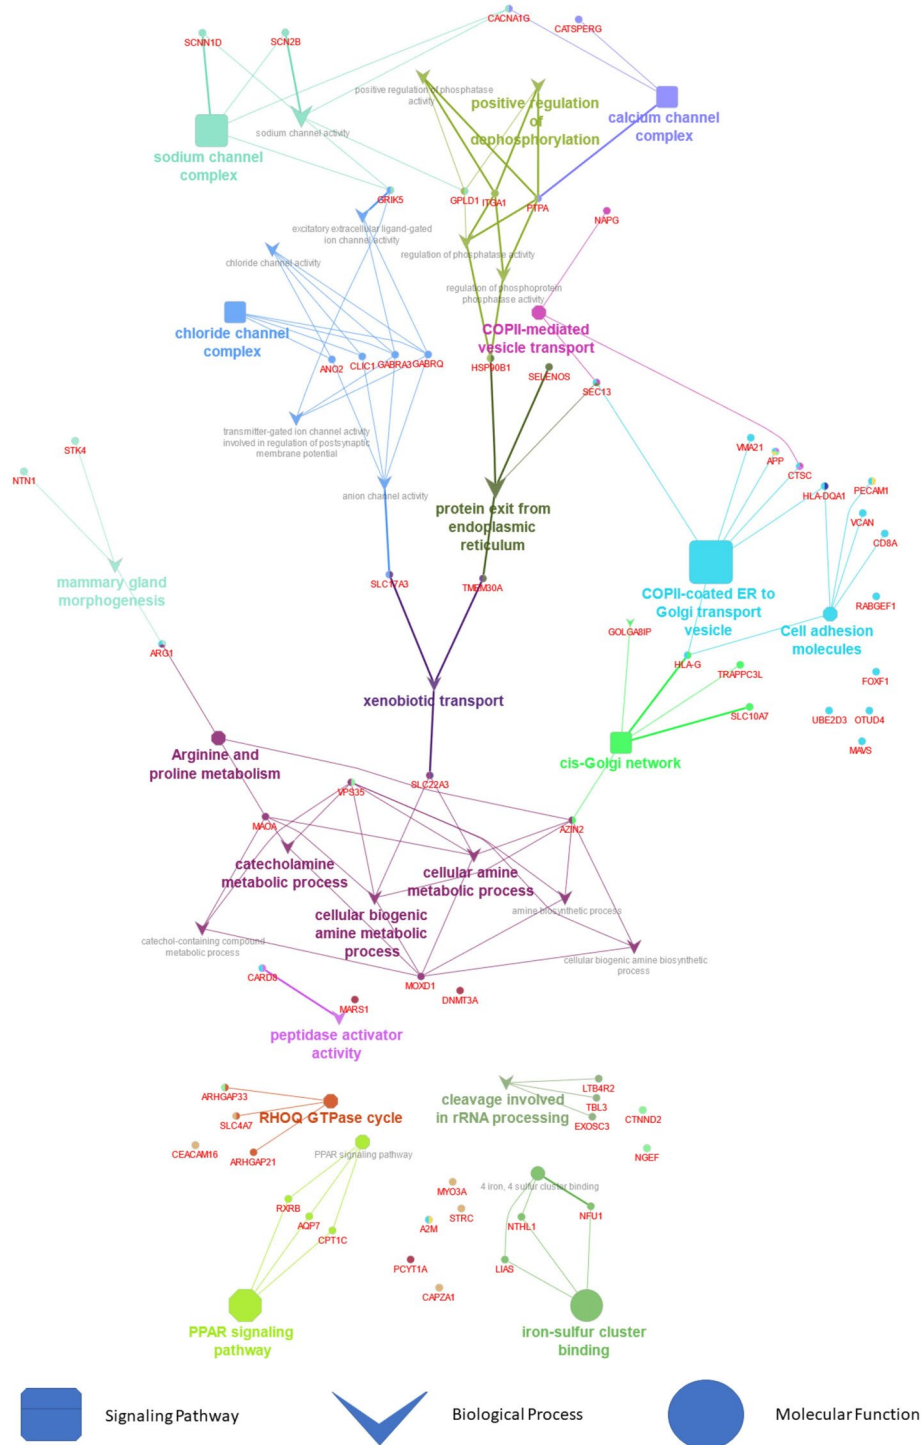 CACNA1G
CATSPERG
SCNN1D
SCN2B
positive regulation of phosphatase
activity
positive regulation
of
dephosphorylation
calcium channel
complex
sodium channel activity
sodium channel
complex
GRIK5
GPLD1
ITGA1
PTPA
NAPG
excitatory extracellular ligand-gated
ion channel activity
chloride channel activity
regulation of phosphatase activity
regulation of phosphoprotein
phosphatase activity
chloride channel
complex
COPII-mediated
vesicle transport
ANO2
CLIC1
GABRA3
GABRQ
HSP90B1
SELENOS
SEC13
transmitter-gated ion channel activity
involved in regulation of postsynaptic
membrane potential
STK4
NTN1
VMA21
APP
CTSC
HLA-DQA1
PECAM1
VCAN
CD8A
anion channel activity
protein exit from
endoplasmic
reticulum
mammary gland
morphogenesis
SLC17A3
TMEM30A
COPII-coated ER to
Golgi transport
vesicle
RABGEF1
Cell adhesion
molecules
GOLGA8IP
ARG1
HLA-G
TRAPPC3L
FOXF1
xenobiotic transport
SLC10A7
UBE2D3
OTUD4
MAVS
Arginine and
proline metabolism
cis-Golgi network
VPS35
SLC22A3
MAOA
AZIN2
catecholamine
metabolic process
cellular amine
metabolic process
cellular biogenic
amine metabolic
process
amine biosynthetic process
catechol-containing compound
metabolic process
cellular biogenic amine biosynthetic
process
CARD8
MOXD1
DNMT3A
MARS1
peptidase activator
activity
ARHGAP33
SLC4A7
RHOQ GTPase cycle
CEACAM16
ARHGAP21
PPAR signaling pathway
cleavage involved
in rRNA processing
LTB4R2
TBL3
EXOSC3
CTNND2
NGEF
RXRB
AQP7
CPT1C
MYO3A
STRC
A2M
PCYT1A
CAPZA1
4 iron, 4 sulfur cluster binding
NTHL1
NFU1
LIAS
PPAR signaling
pathway
iron-sulfur cluster
binding
Signaling Pathway
Biological Process
Molecular Function